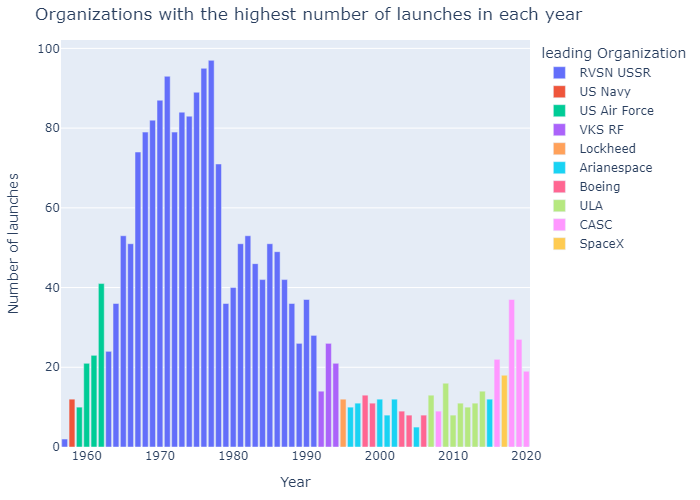 Organizations with the highest number of launches in each year
100
80
60
40
20
0
Number of launches
1960
1970
1980
1990
2000
2010
2020
Year
leading Organization
RVSN USSR
US Navy
US Air Force
VKS RF
Lockheed
Arianespace
Boeing
ULA
CASC
SpaceX